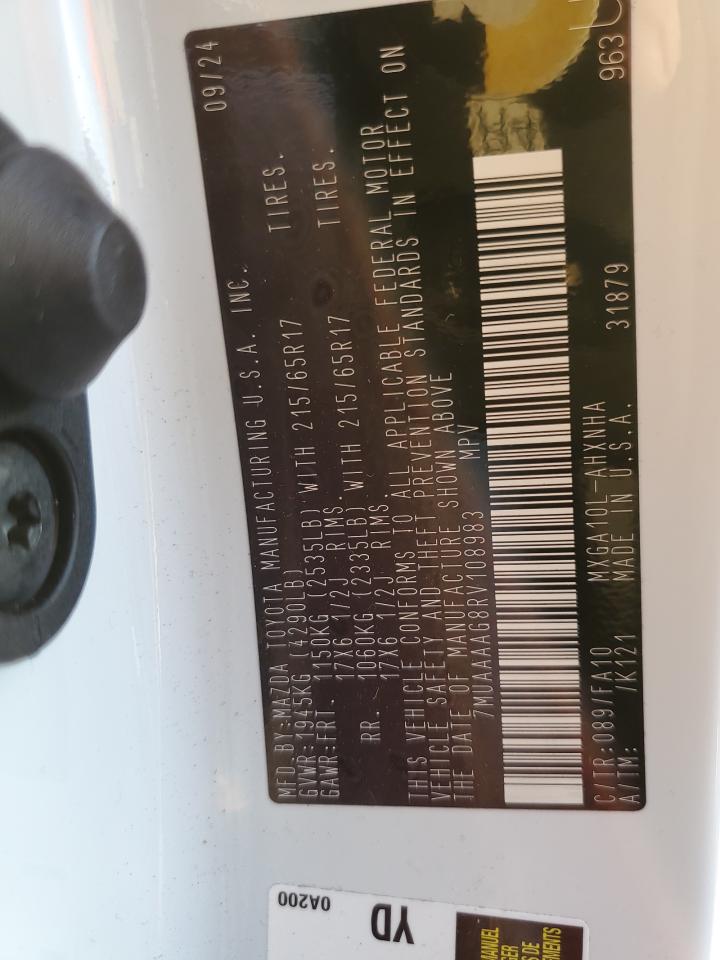 MFD.BY:MAZDA TOYOTA MANUFACTURING U.S.A. INC. 09/24
GVWR:1945KG (4290LB)
GAWR:FRT. 1150KG (2535LB) WITH 215/65R17 TIRES.
17X6 1/2J RIMS.
RR. 1060KG (2335LB) WITH 215/65R17 TIRES.
17X6 1/2J RIMS.
THIS VEHICLE CONFORMS TO ALL APPLICABLE FEDERAL MOTOR
VEHICLE SAFETY AND THEFT PREVENTION STANDARDS IN EFFECT ON
THE DATE OF MANUFACTURE SHOWN ABOVE
7MUAAAAG8RV108983 MPV
C/TR:089/FA10 MXGA10L-AHXNHA 963
A/TM: /K121 MADE IN U.S.A. 31879
0A200
YD
MANUEL